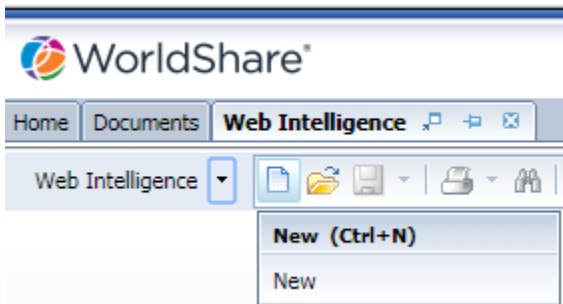 WorldShare®
Home Documents Web Intelligence
Web Intelligence
New (Ctrl+N)
New